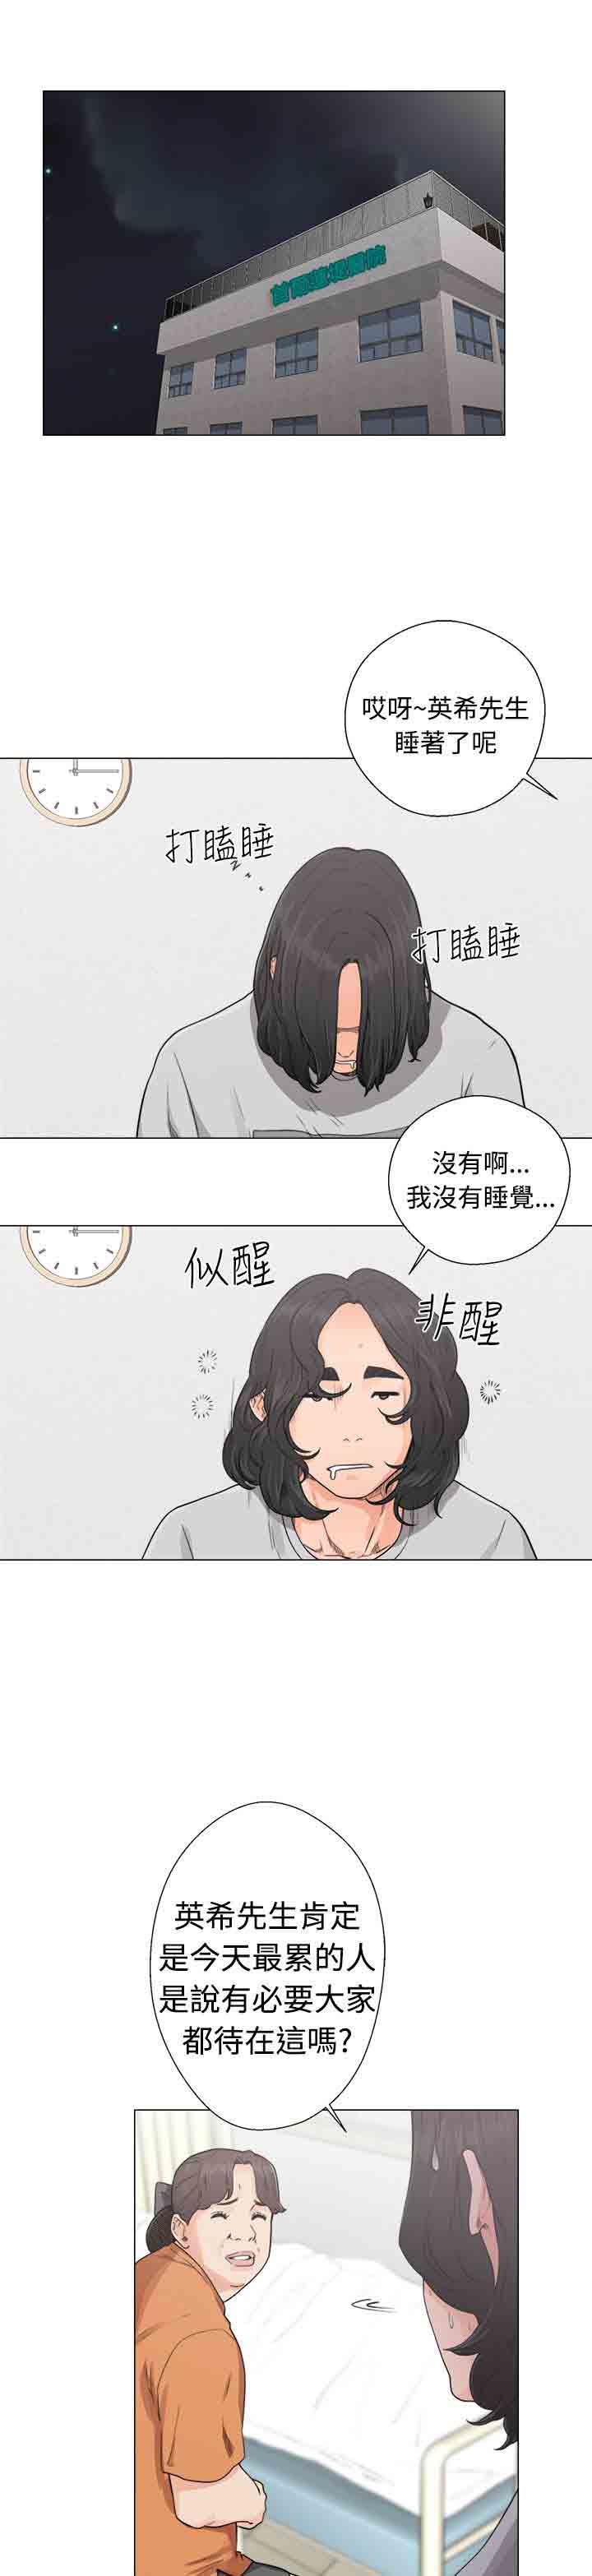 哎呀~英希先生
睡著了呢
打瞌睡
打瞌睡
沒有啊...
我沒有睡覺...
似醒
非醒
英希先生肯定
是今天最累的人
是說有必要大家
都待在這嗎?